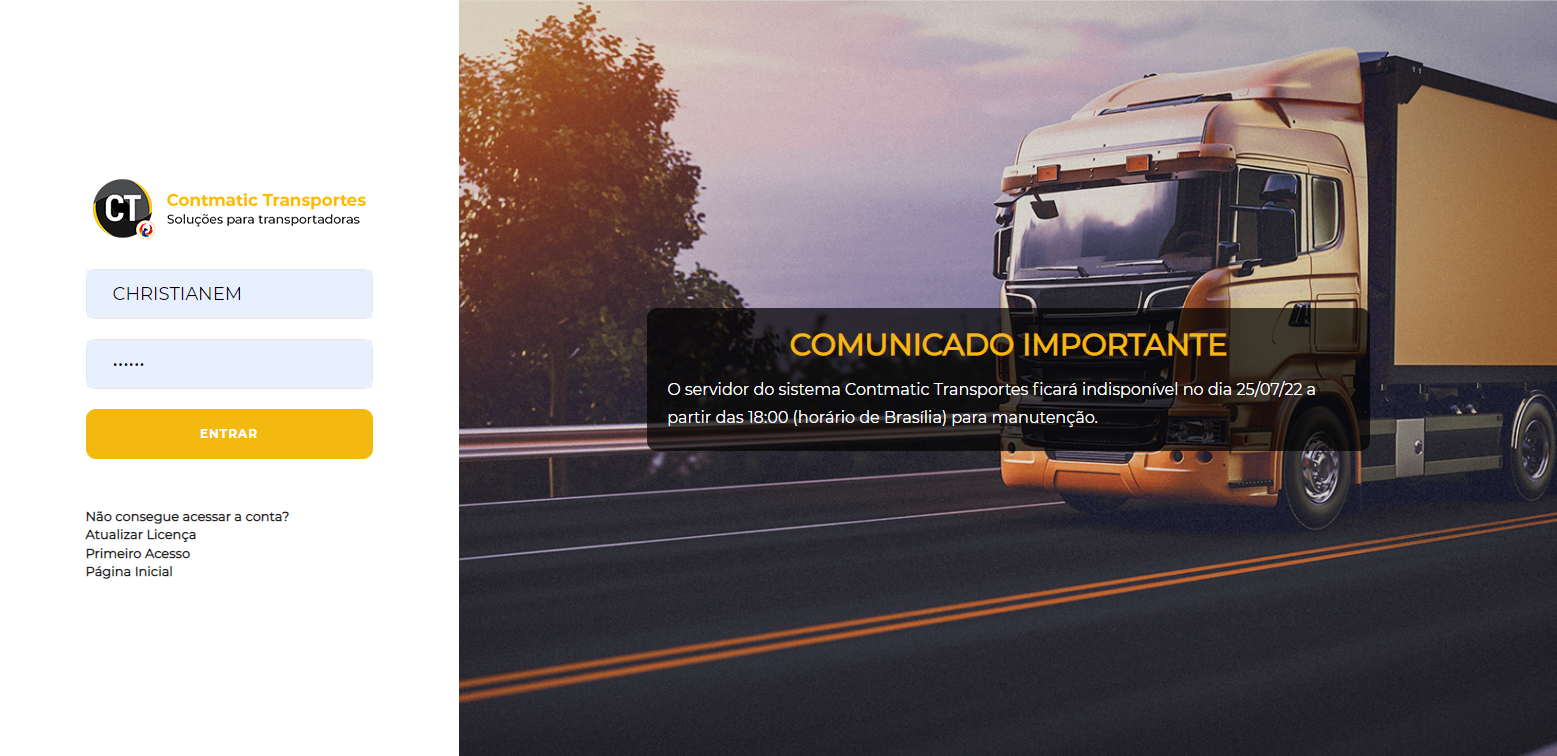 CT
Contmatic Transportes
Soluções para transportadoras
CHRISTIANEM
••••••
ENTRAR
Não consegue acessar a conta?
Atualizar Licença
Primeiro Acesso
Página Inicial
COMUNICADO IMPORTANTE
O servidor do sistema Contmatic Transportes ficará indisponível no dia 25/07/22 a
partir das 18:00 (horário de Brasília) para manutenção.